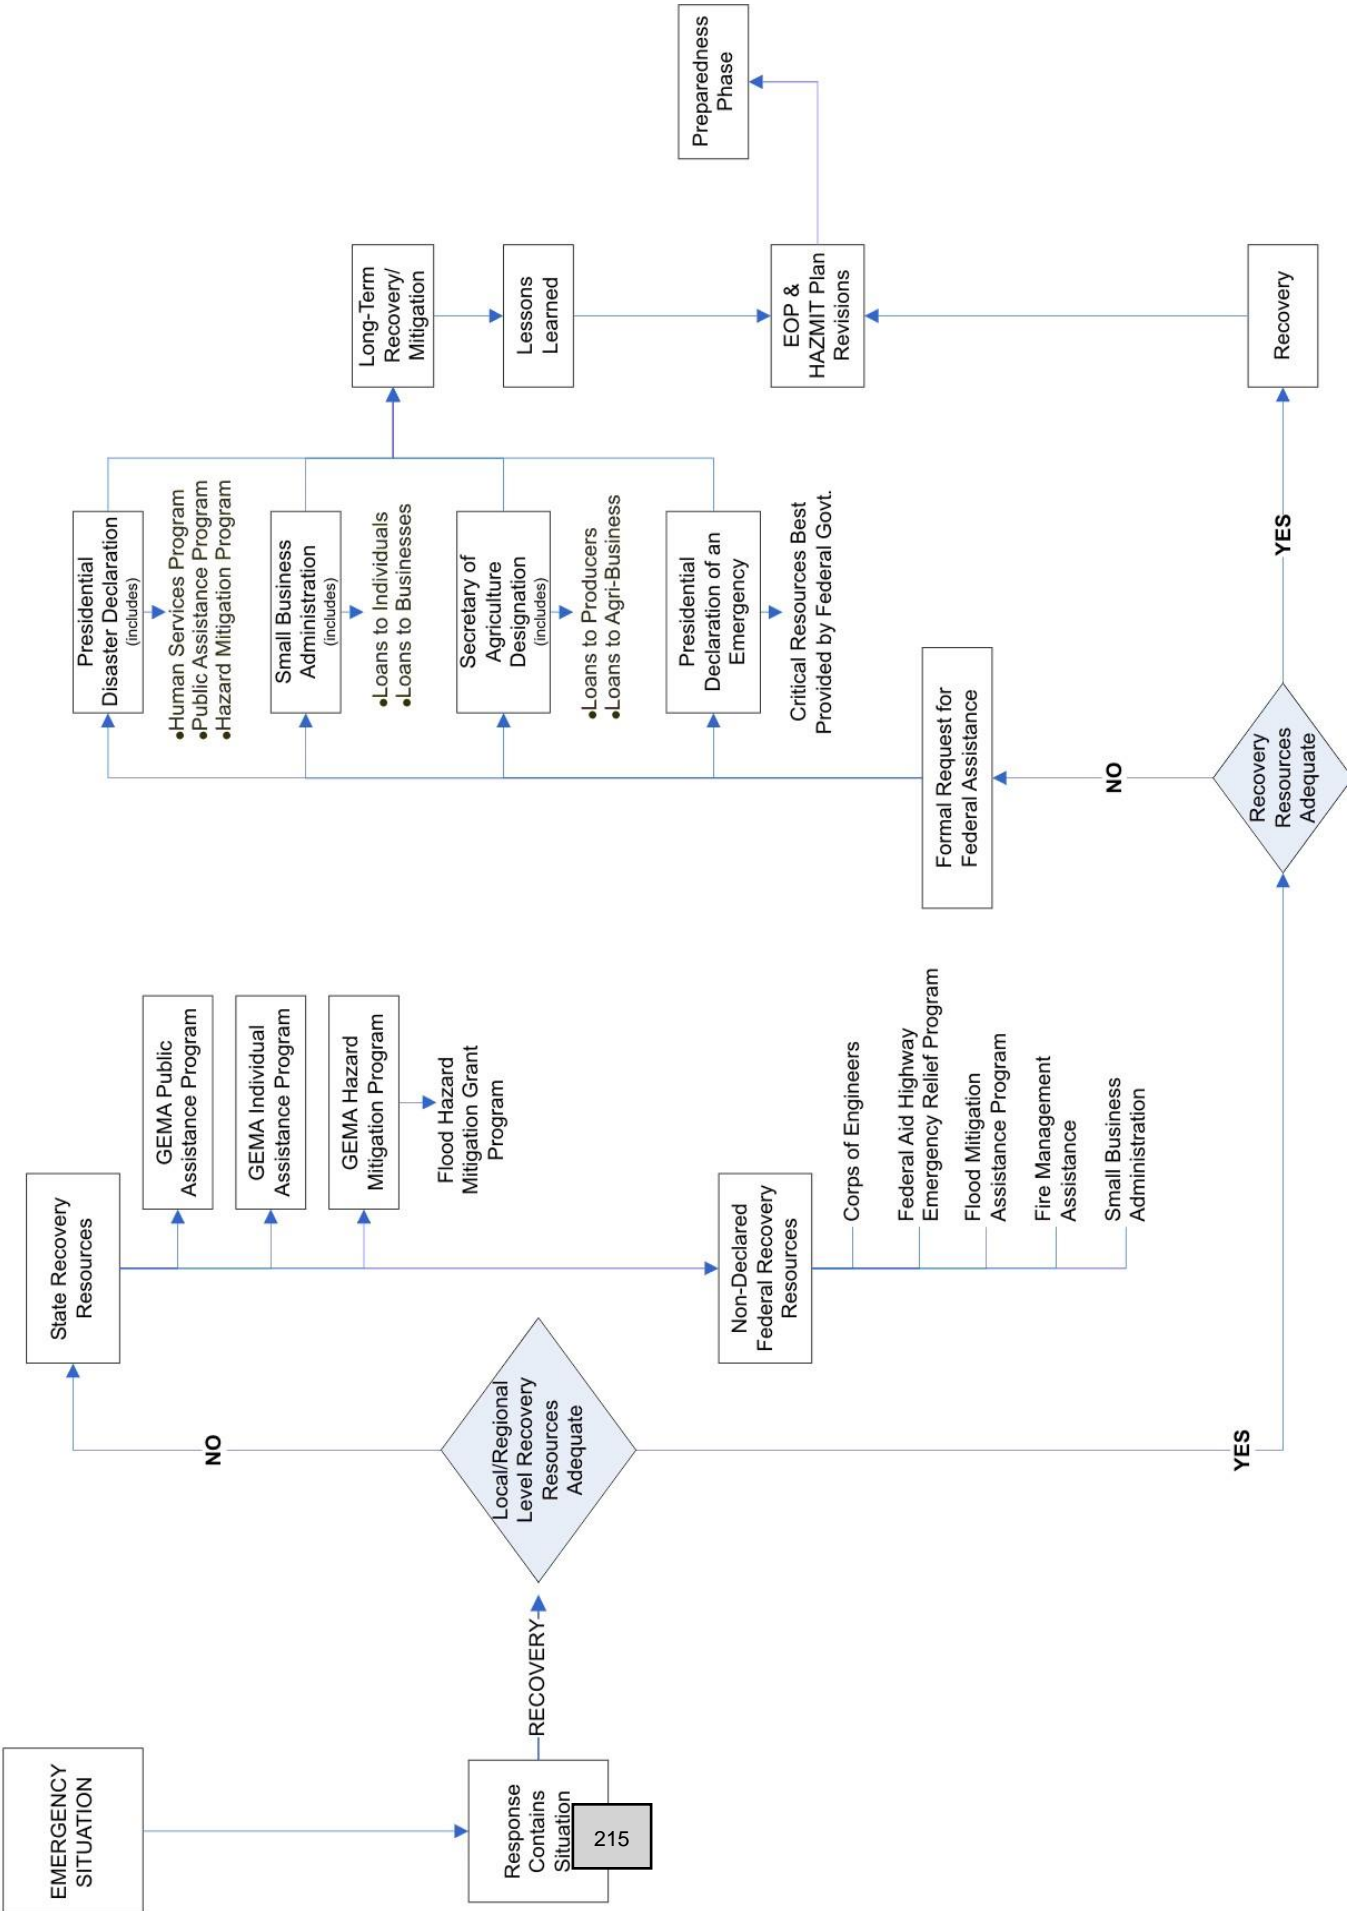 EMERGENCY
SITUATION
Response
Contains
Situation
215
RECOVERY
Local/Regional
Level Recovery
Resources
Adequate
NO
YES
State Recovery
Resources
GEMA Public
Assistance Program
GEMA Individual
Assistance Program
GEMA Hazard
Mitigation Program
Flood Hazard
Mitigation Grant
Program
Non-Declared
Federal Recovery
Resources
Corps of Engineers
Federal Aid Highway
Emergency Relief Program
Flood Mitigation
Assistance Program
Fire Management
Assistance
Small Business
Administration
Recovery
Resources
Adequate
NO
YES
Formal Request for
Federal Assistance
Presidential
Disaster Declaration
(includes)
•Human Services Program
•Public Assistance Program
•Hazard Mitigation Program
Small Business
Administration
(includes)
•Loans to Individuals
•Loans to Businesses
Secretary of
Agriculture
Designation
(includes)
•Loans to Producers
•Loans to Agri-Business
Presidential
Declaration of an
Emergency
Critical Resources Best
Provided by Federal Govt.
Long-Term
Recovery/
Mitigation
Lessons
Learned
EOP &
HAZMIT Plan
Revisions
Recovery
Preparedness
Phase